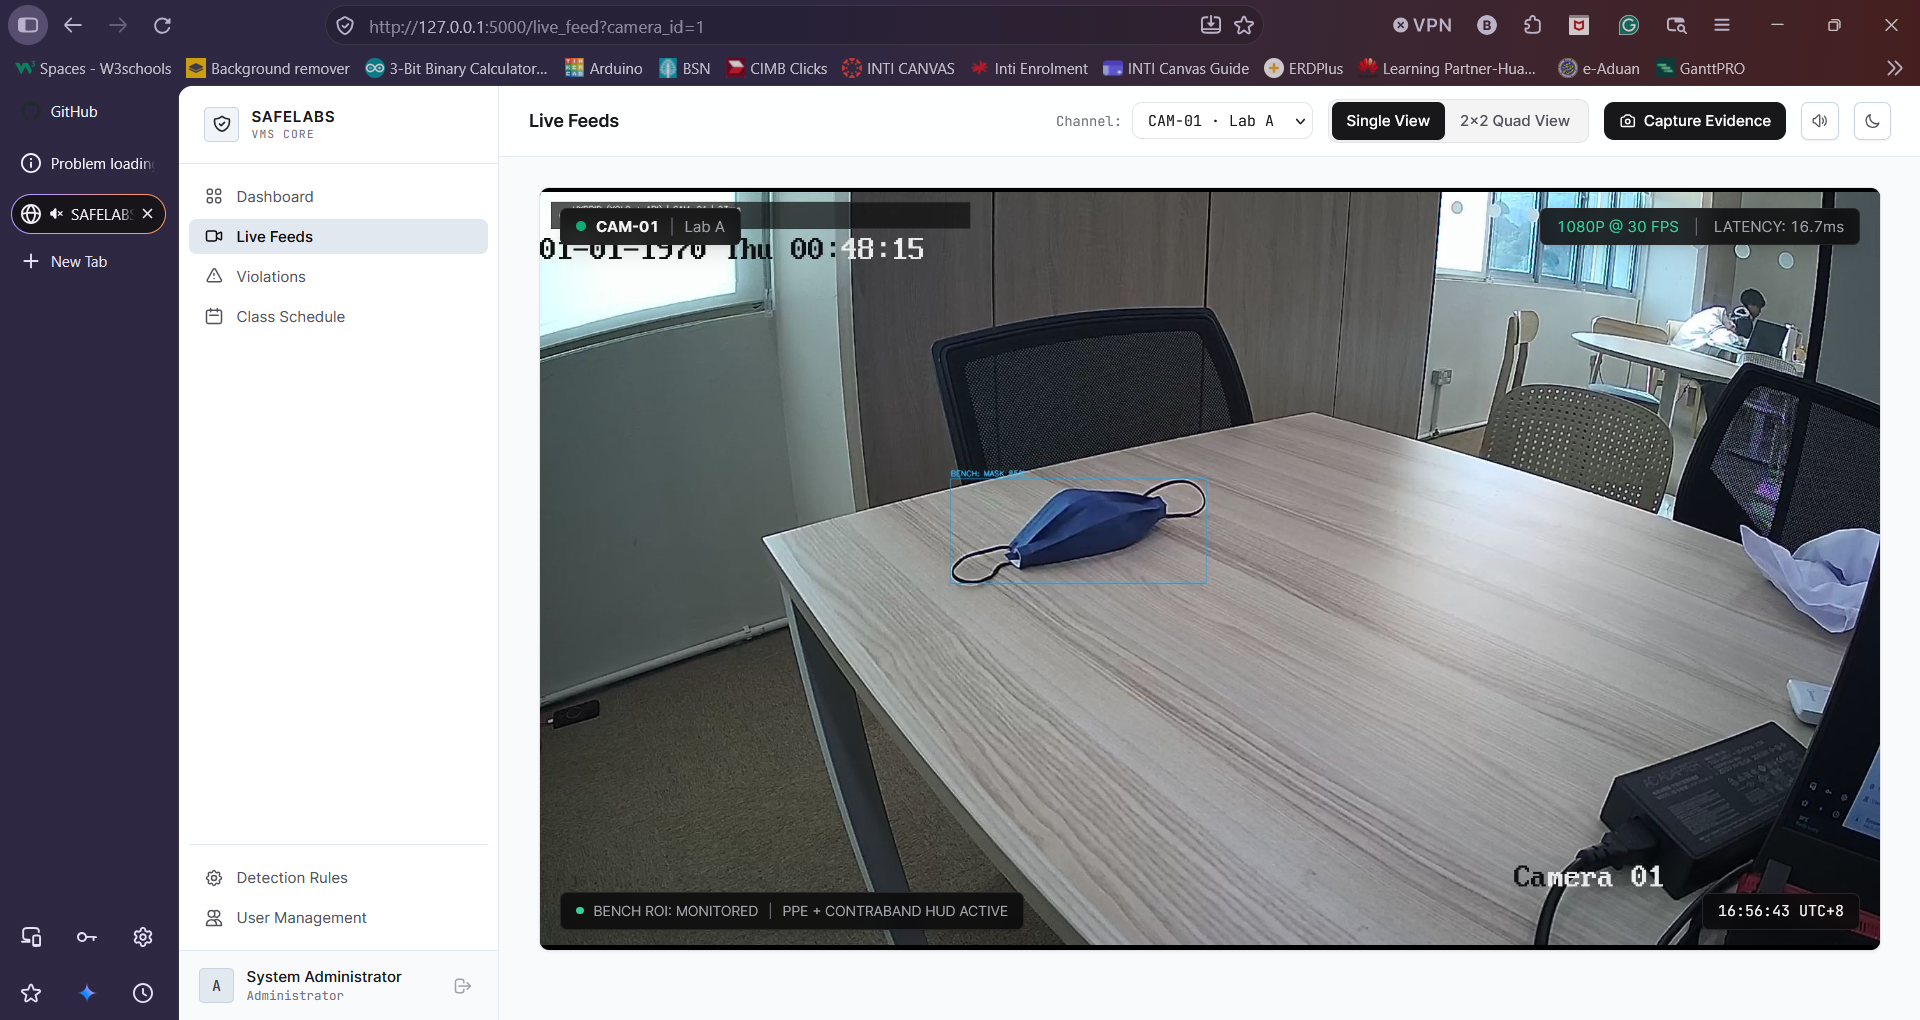 http://127.0.0.1:5000/live_feed?camera_id=1
VPN
Spaces - W3schools
Background remover
3-Bit Binary Calculator...
Arduino
BSN
CIMB Clicks
INTI CANVAS
Inti Enrolment
INTI Canvas Guide
ERDPlus
Learning Partner-Hua...
e-Aduan
GanttPRO
GitHub
Problem loadin
SAFELABS
New Tab
SAFELABS
VMS CORE
Dashboard
Live Feeds
Violations
Class Schedule
Detection Rules
User Management
A
System Administrator
Administrator
Live Feeds
Channel:
CAM-01 · Lab A
Single View
2×2 Quad View
Capture Evidence
CAM-01 | Lab A
1080P @ 30 FPS | LATENCY: 16.7ms
01-01-1970 Thu 00:48:15
BENCH: MASK
Camera 01
BENCH ROI: MONITORED | PPE + CONTRABAND HUD ACTIVE
16:56:43 UTC+8